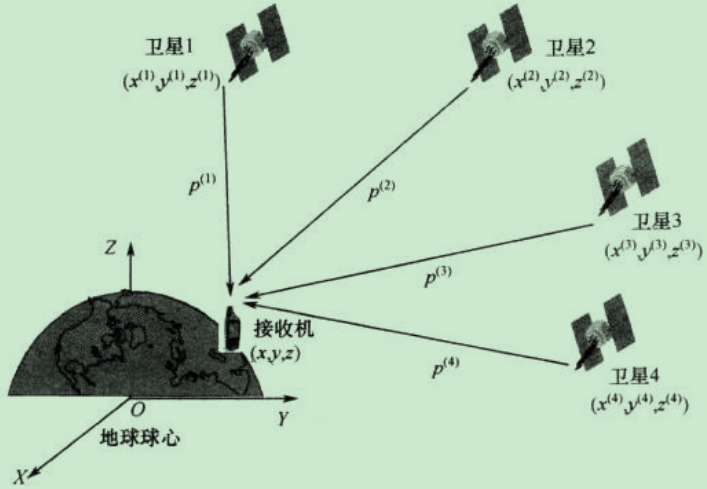 卫星1
(x⁽¹⁾,y⁽¹⁾,z⁽¹⁾)
卫星2
(x⁽²⁾,y⁽²⁾,z⁽²⁾)
p⁽¹⁾
p⁽²⁾
卫星3
(x⁽³⁾,y⁽³⁾,z⁽³⁾)
Z
p⁽³⁾
接收机
(x,y,z)
p⁽⁴⁾
卫星4
(x⁽⁴⁾,y⁽⁴⁾,z⁽⁴⁾)
O
Y
地球球心
X